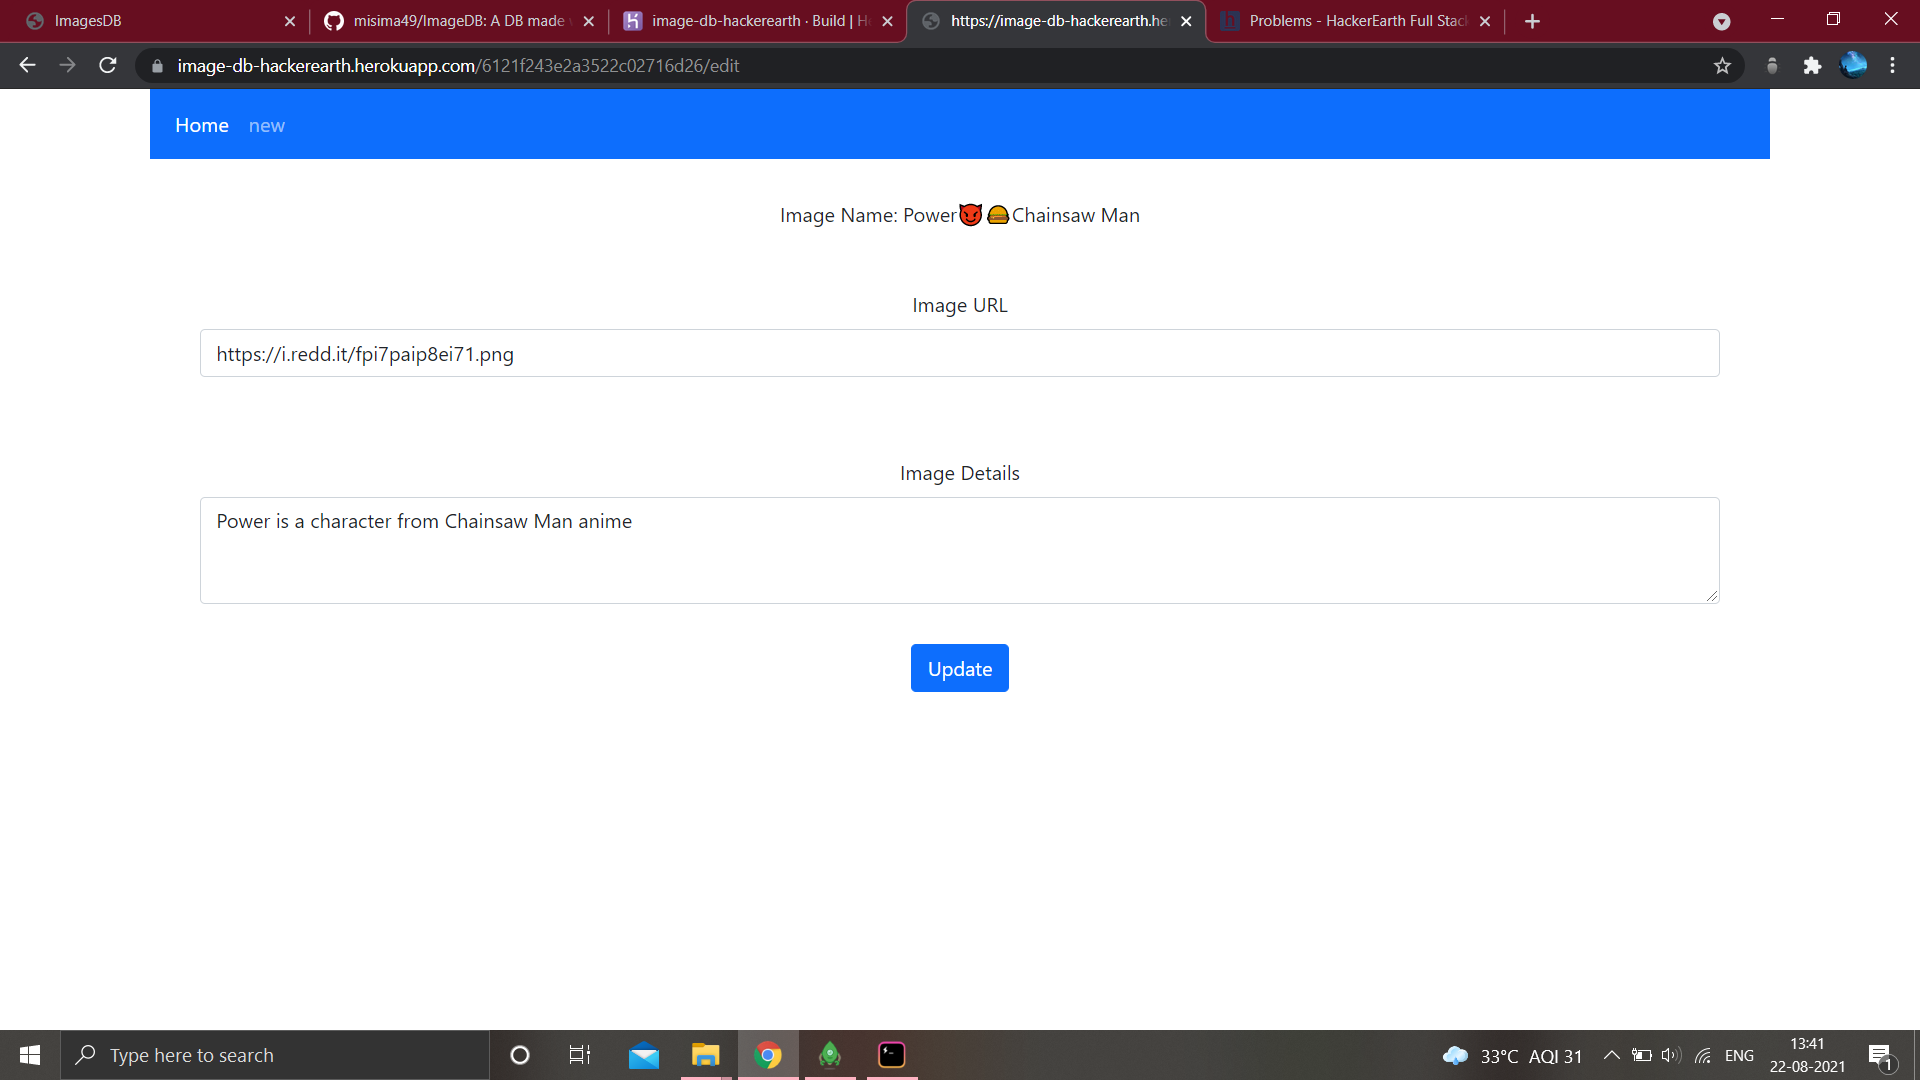 ImagesDB
misima49/ImageDB: A DB made
image-db-hackerearth · Build | H
https://image-db-hackerearth.he
Problems - HackerEarth Full Stac
image-db-hackerearth.herokuapp.com/6121f243e2a3522c02716d26/edit
Home new
Image Name: Power😈🍔Chainsaw Man
Image URL
https://i.redd.it/fpi7paip8ei71.png
Image Details
Power is a character from Chainsaw Man anime
Update
Type here to search
33°C AQI 31
ENG
13:41
22-08-2021
1